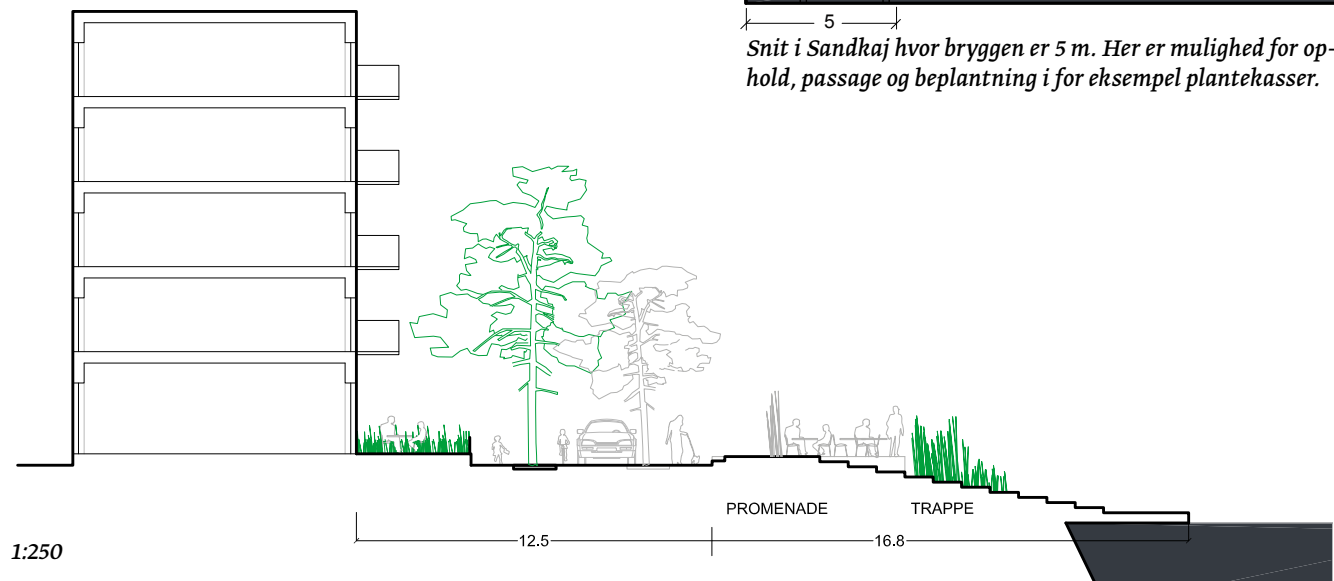 5
Snit i Sandkaj hvor bryggen er 5 m. Her er mulighed for op-
hold, passage og beplantning i for eksempel plantekasser.
PROMENADE TRAPPE
12.5 16.8
1:250